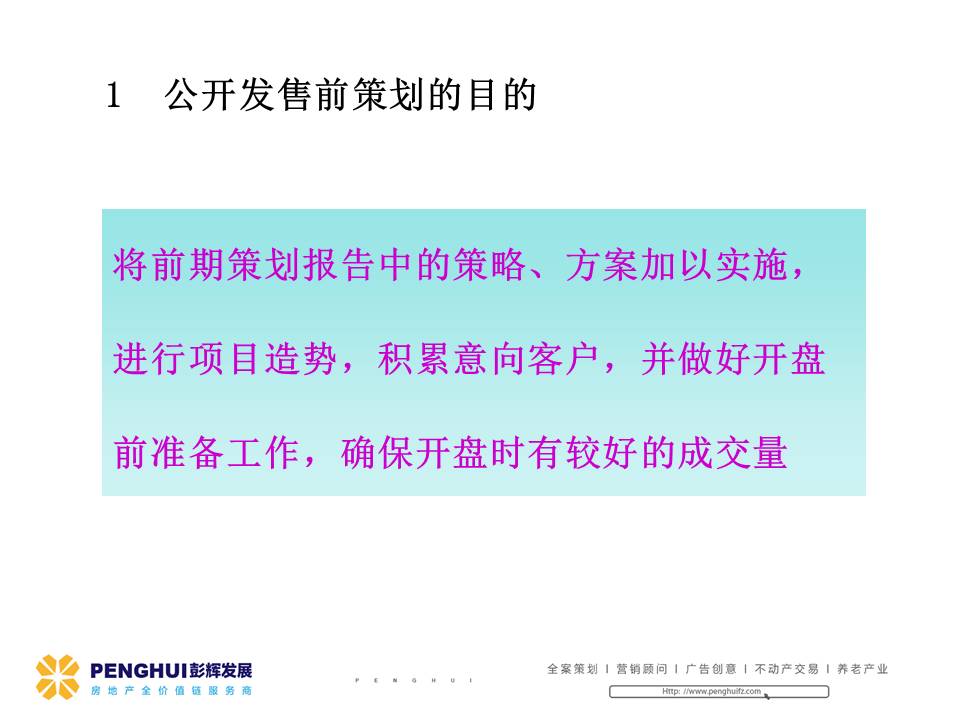 1 公开发售前策划的目的
将前期策划报告中的策略、方案加以实施，
进行项目造势，积累意向客户，并做好开盘
前准备工作，确保开盘时有较好的成交量
PENGHUI彭辉发展
房地产全价值链服务商
PENGHUI
全案策划 I 营销顾问 I 广告创意 I 不动产交易 I 养老产业
Http: //www.penghuifz.com